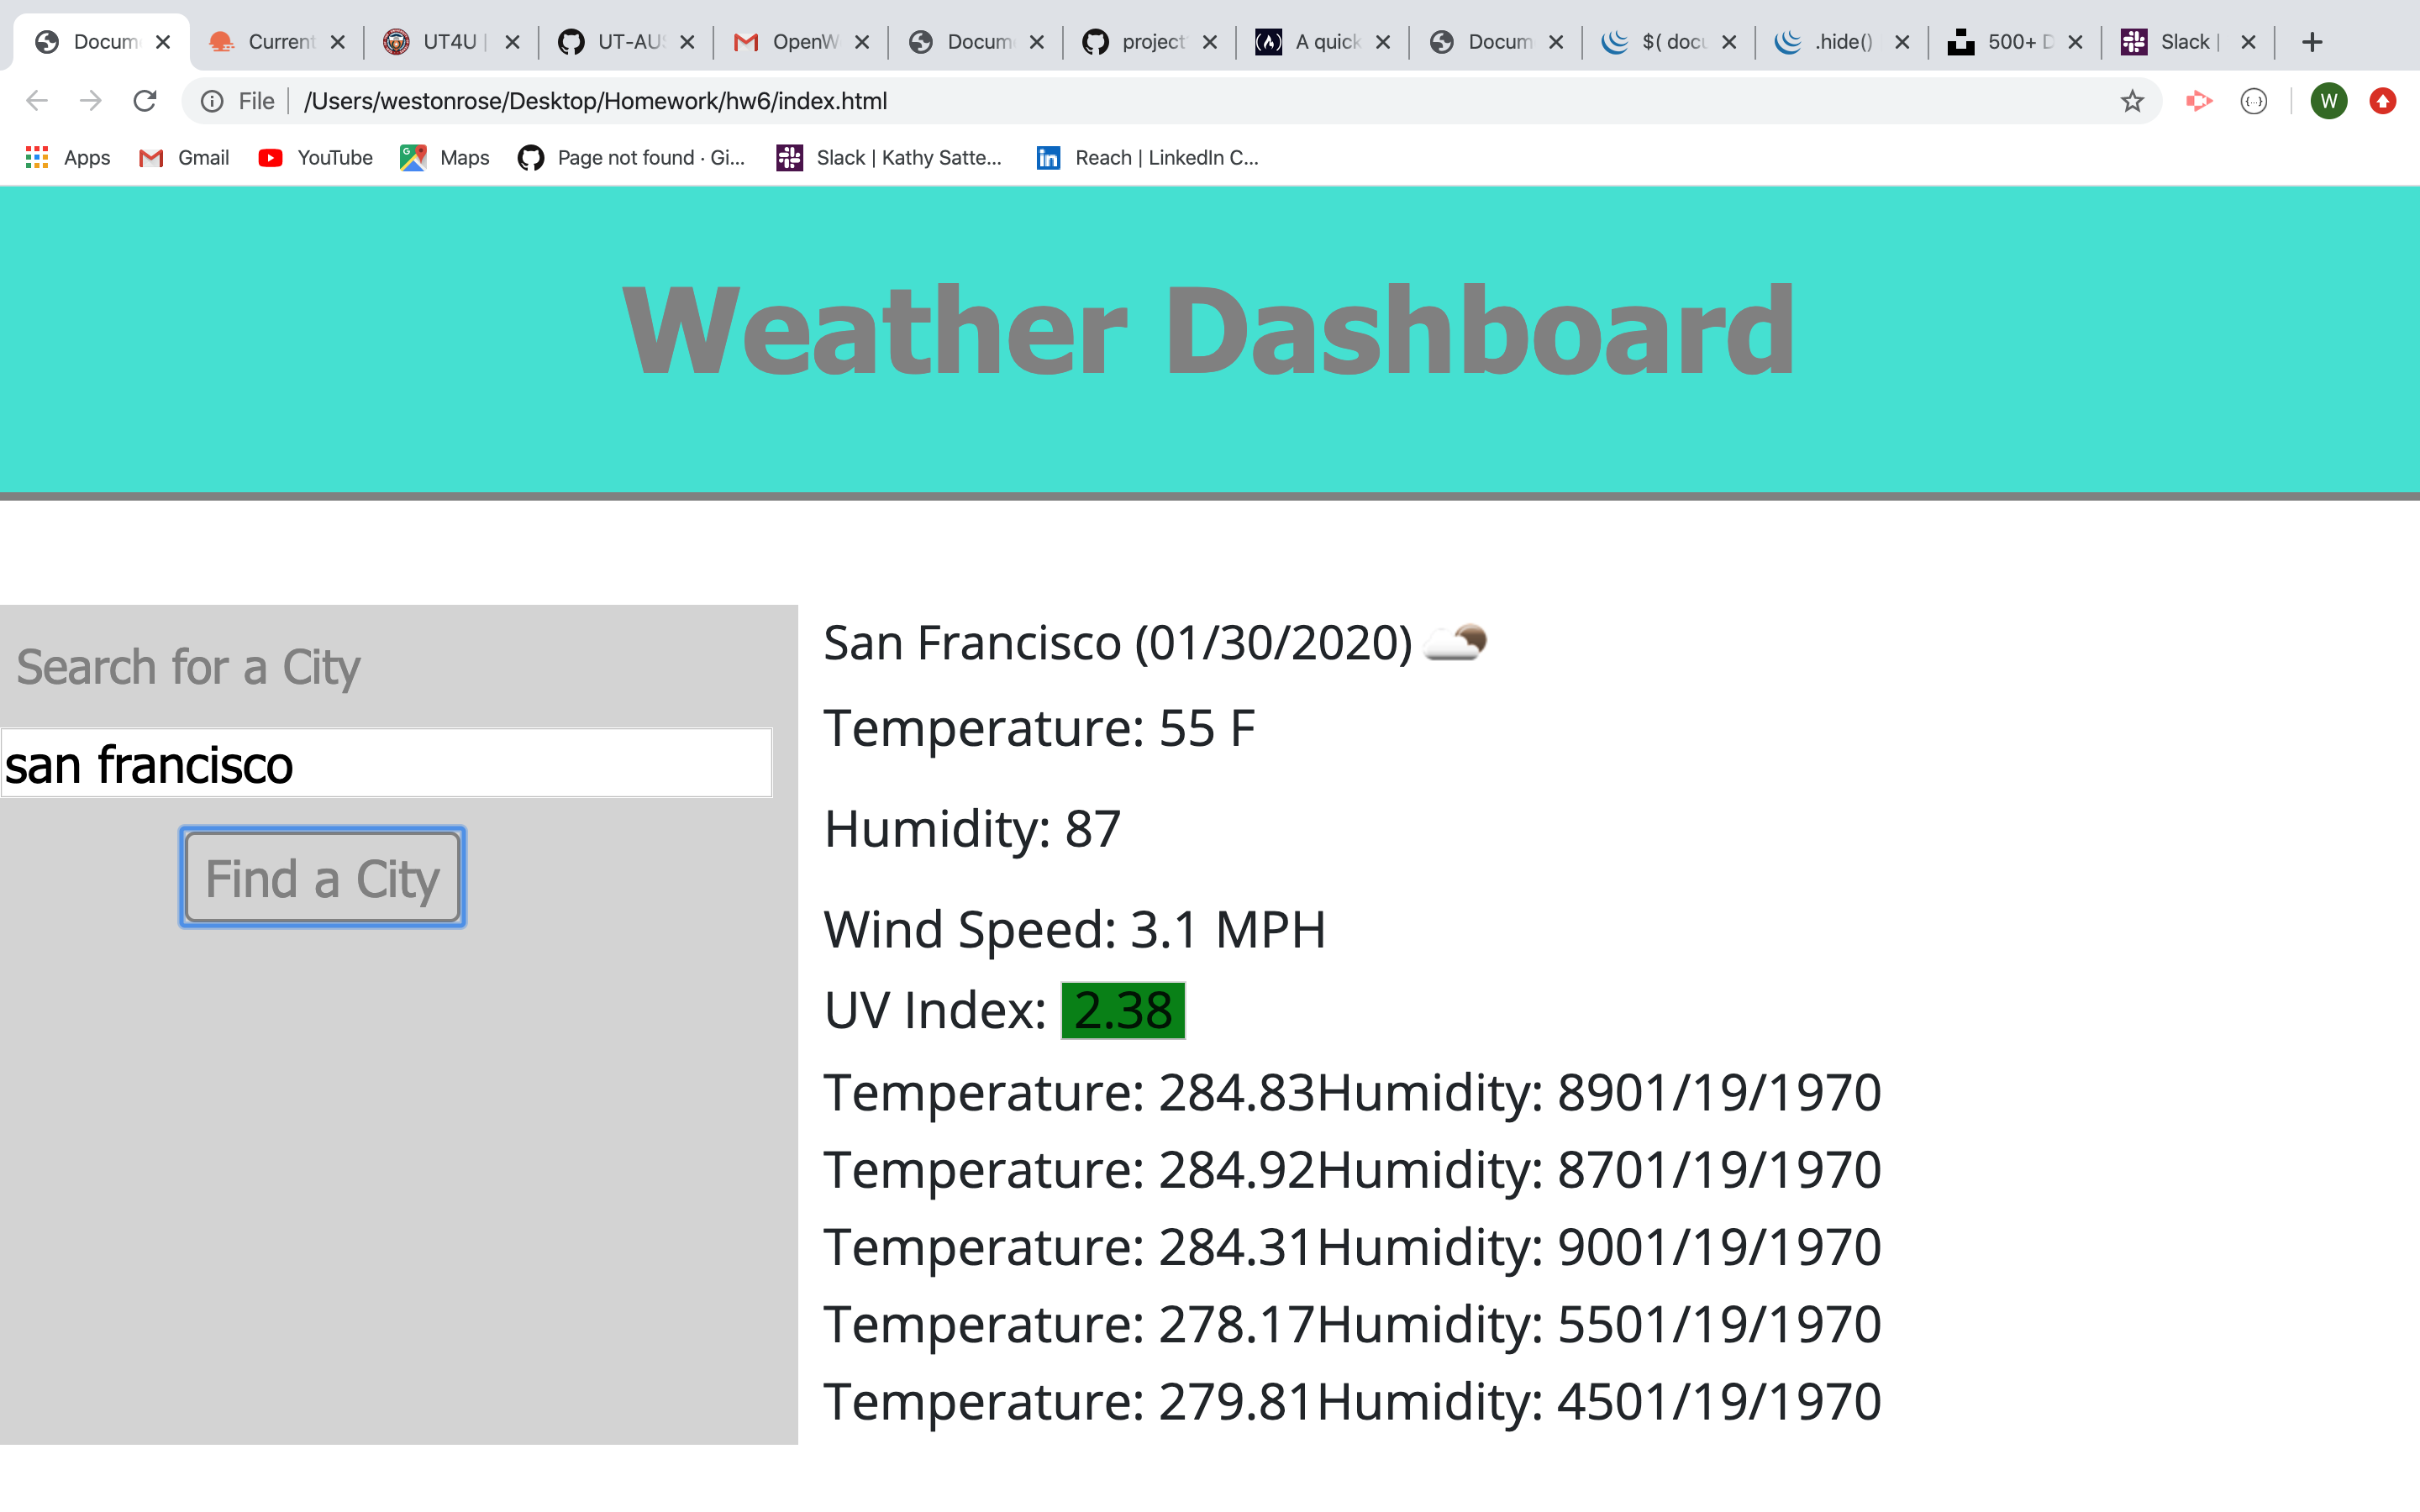 Docum Current UT4U | UT-AUS OpenW Docum project A quick Docum $( docu .hide() 500+ D Slack |
File /Users/westonrose/Desktop/Homework/hw6/index.html W
Apps Gmail YouTube Maps Page not found · Gi... Slack | Kathy Satte... Reach | LinkedIn C...
Weather Dashboard
Search for a City
san francisco
Find a City
San Francisco (01/30/2020)
Temperature: 55 F
Humidity: 87
Wind Speed: 3.1 MPH
UV Index: 2.38
Temperature: 284.83Humidity: 8901/19/1970
Temperature: 284.92Humidity: 8701/19/1970
Temperature: 284.31Humidity: 9001/19/1970
Temperature: 278.17Humidity: 5501/19/1970
Temperature: 279.81Humidity: 4501/19/1970